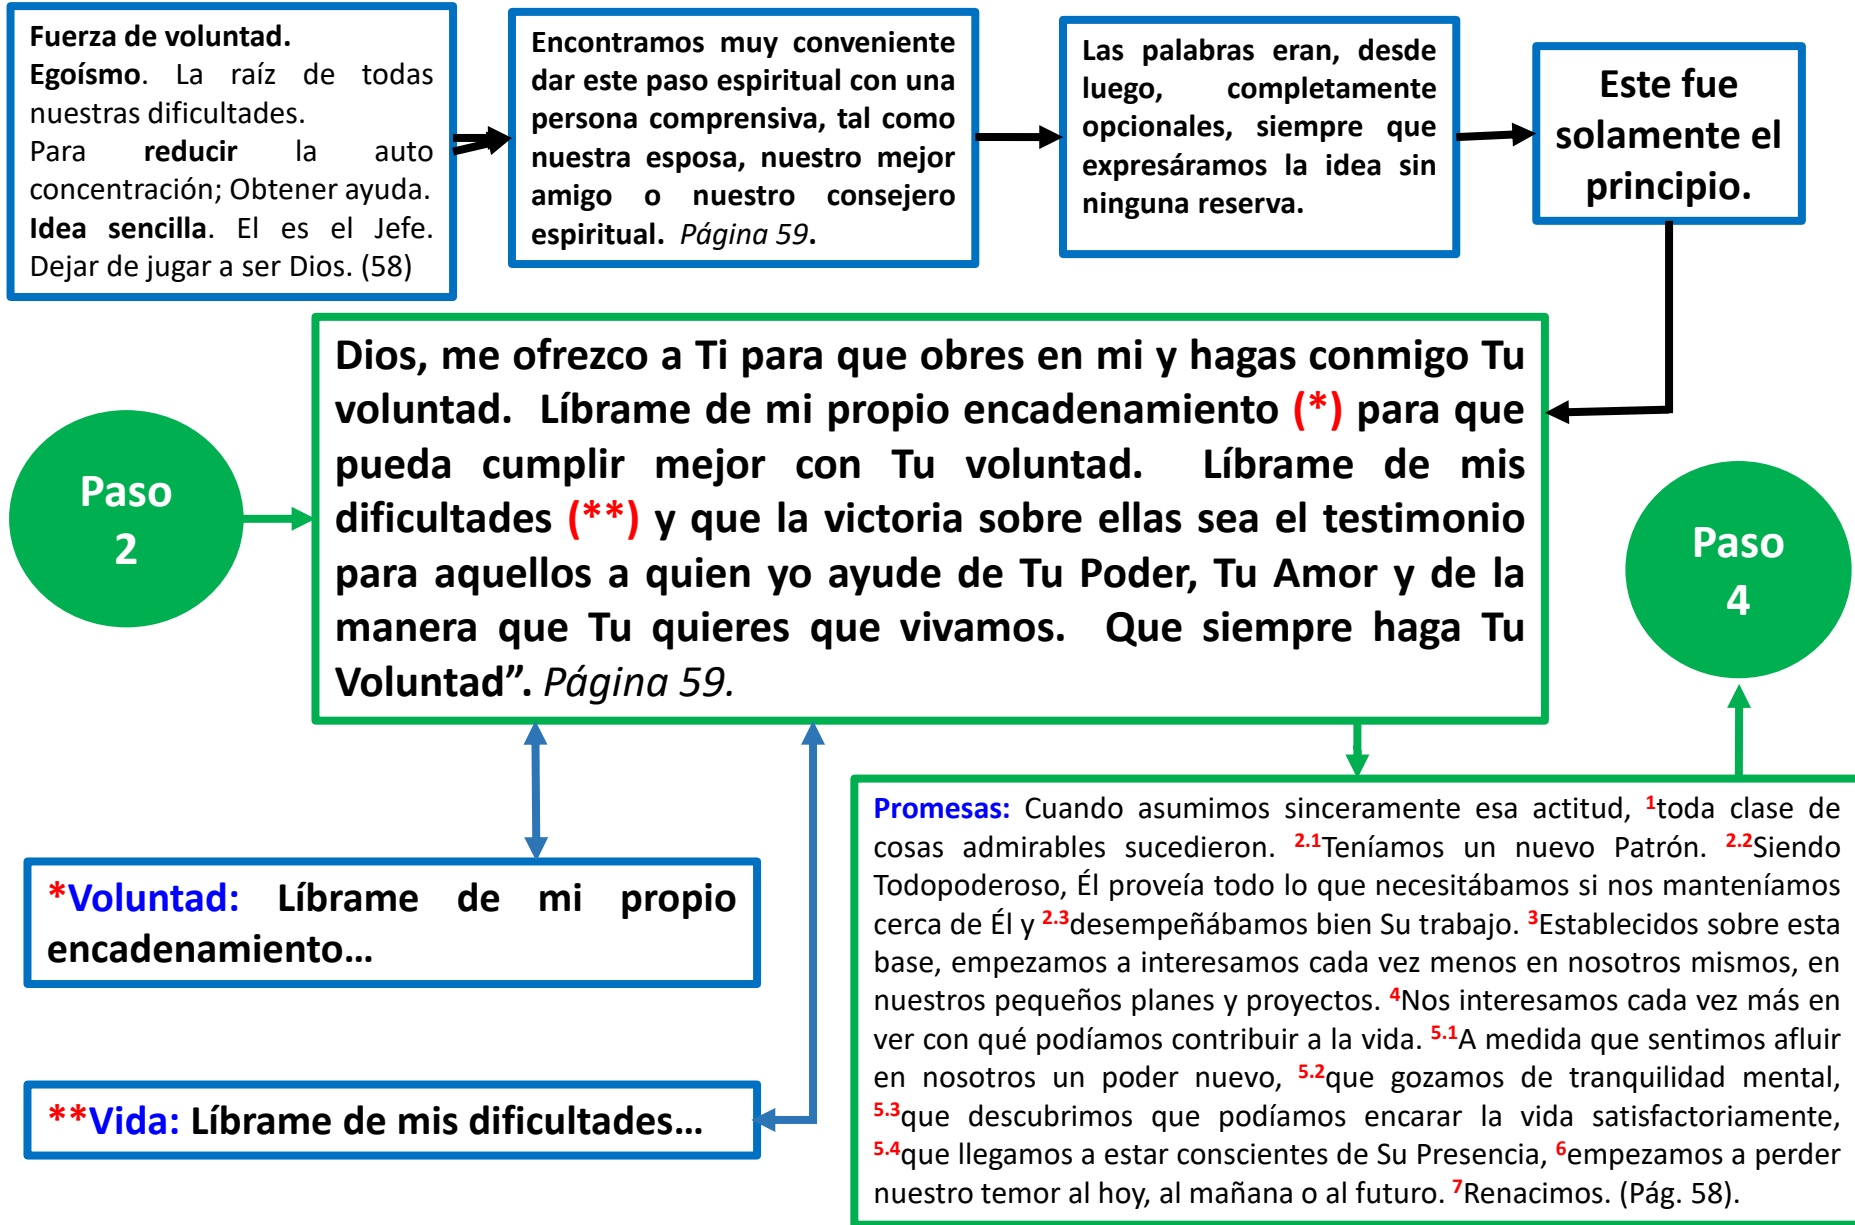 Fuerza de voluntad.
Egoísmo. La raíz de todas
nuestras dificultades.
Para reducir la auto
concentración; Obtener ayuda.
Idea sencilla. El es el Jefe.
Dejar de jugar a ser Dios. (58)
Encontramos muy conveniente
dar este paso espiritual con una
persona comprensiva, tal como
nuestra esposa, nuestro mejor
amigo o nuestro consejero
espiritual. Página 59.
Las palabras eran, desde
luego, completamente
opcionales, siempre que
expresáramos la idea sin
ninguna reserva.
Este fue
solamente el
principio.
Paso
2
Dios, me ofrezco a Ti para que obres en mi y hagas conmigo Tu
voluntad. Líbrame de mi propio encadenamiento (*) para que
pueda cumplir mejor con Tu voluntad. Líbrame de mis
dificultades (**) y que la victoria sobre ellas sea el testimonio
para aquellos a quien yo ayude de Tu Poder, Tu Amor y de la
manera que Tu quieres que vivamos. Que siempre haga Tu
Voluntad”. Página 59.
Paso
4
*Voluntad: Líbrame de mi propio
encadenamiento…
**Vida: Líbrame de mis dificultades…
Promesas: Cuando asumimos sinceramente esa actitud, 1toda clase de
cosas admirables sucedieron. 2.1Teníamos un nuevo Patrón. 2.2Siendo
Todopoderoso, Él proveía todo lo que necesitábamos si nos manteníamos
cerca de Él y 2.3desempeñábamos bien Su trabajo. 3Establecidos sobre esta
base, empezamos a interesamos cada vez menos en nosotros mismos, en
nuestros pequeños planes y proyectos. 4Nos interesamos cada vez más en
ver con qué podíamos contribuir a la vida. 5.1A medida que sentimos afluir
en nosotros un poder nuevo, 5.2que gozamos de tranquilidad mental,
5.3que descubrimos que podíamos encarar la vida satisfactoriamente,
5.4que llegamos a estar conscientes de Su Presencia, 6empezamos a perder
nuestro temor al hoy, al mañana o al futuro. 7Renacimos. (Pág. 58).